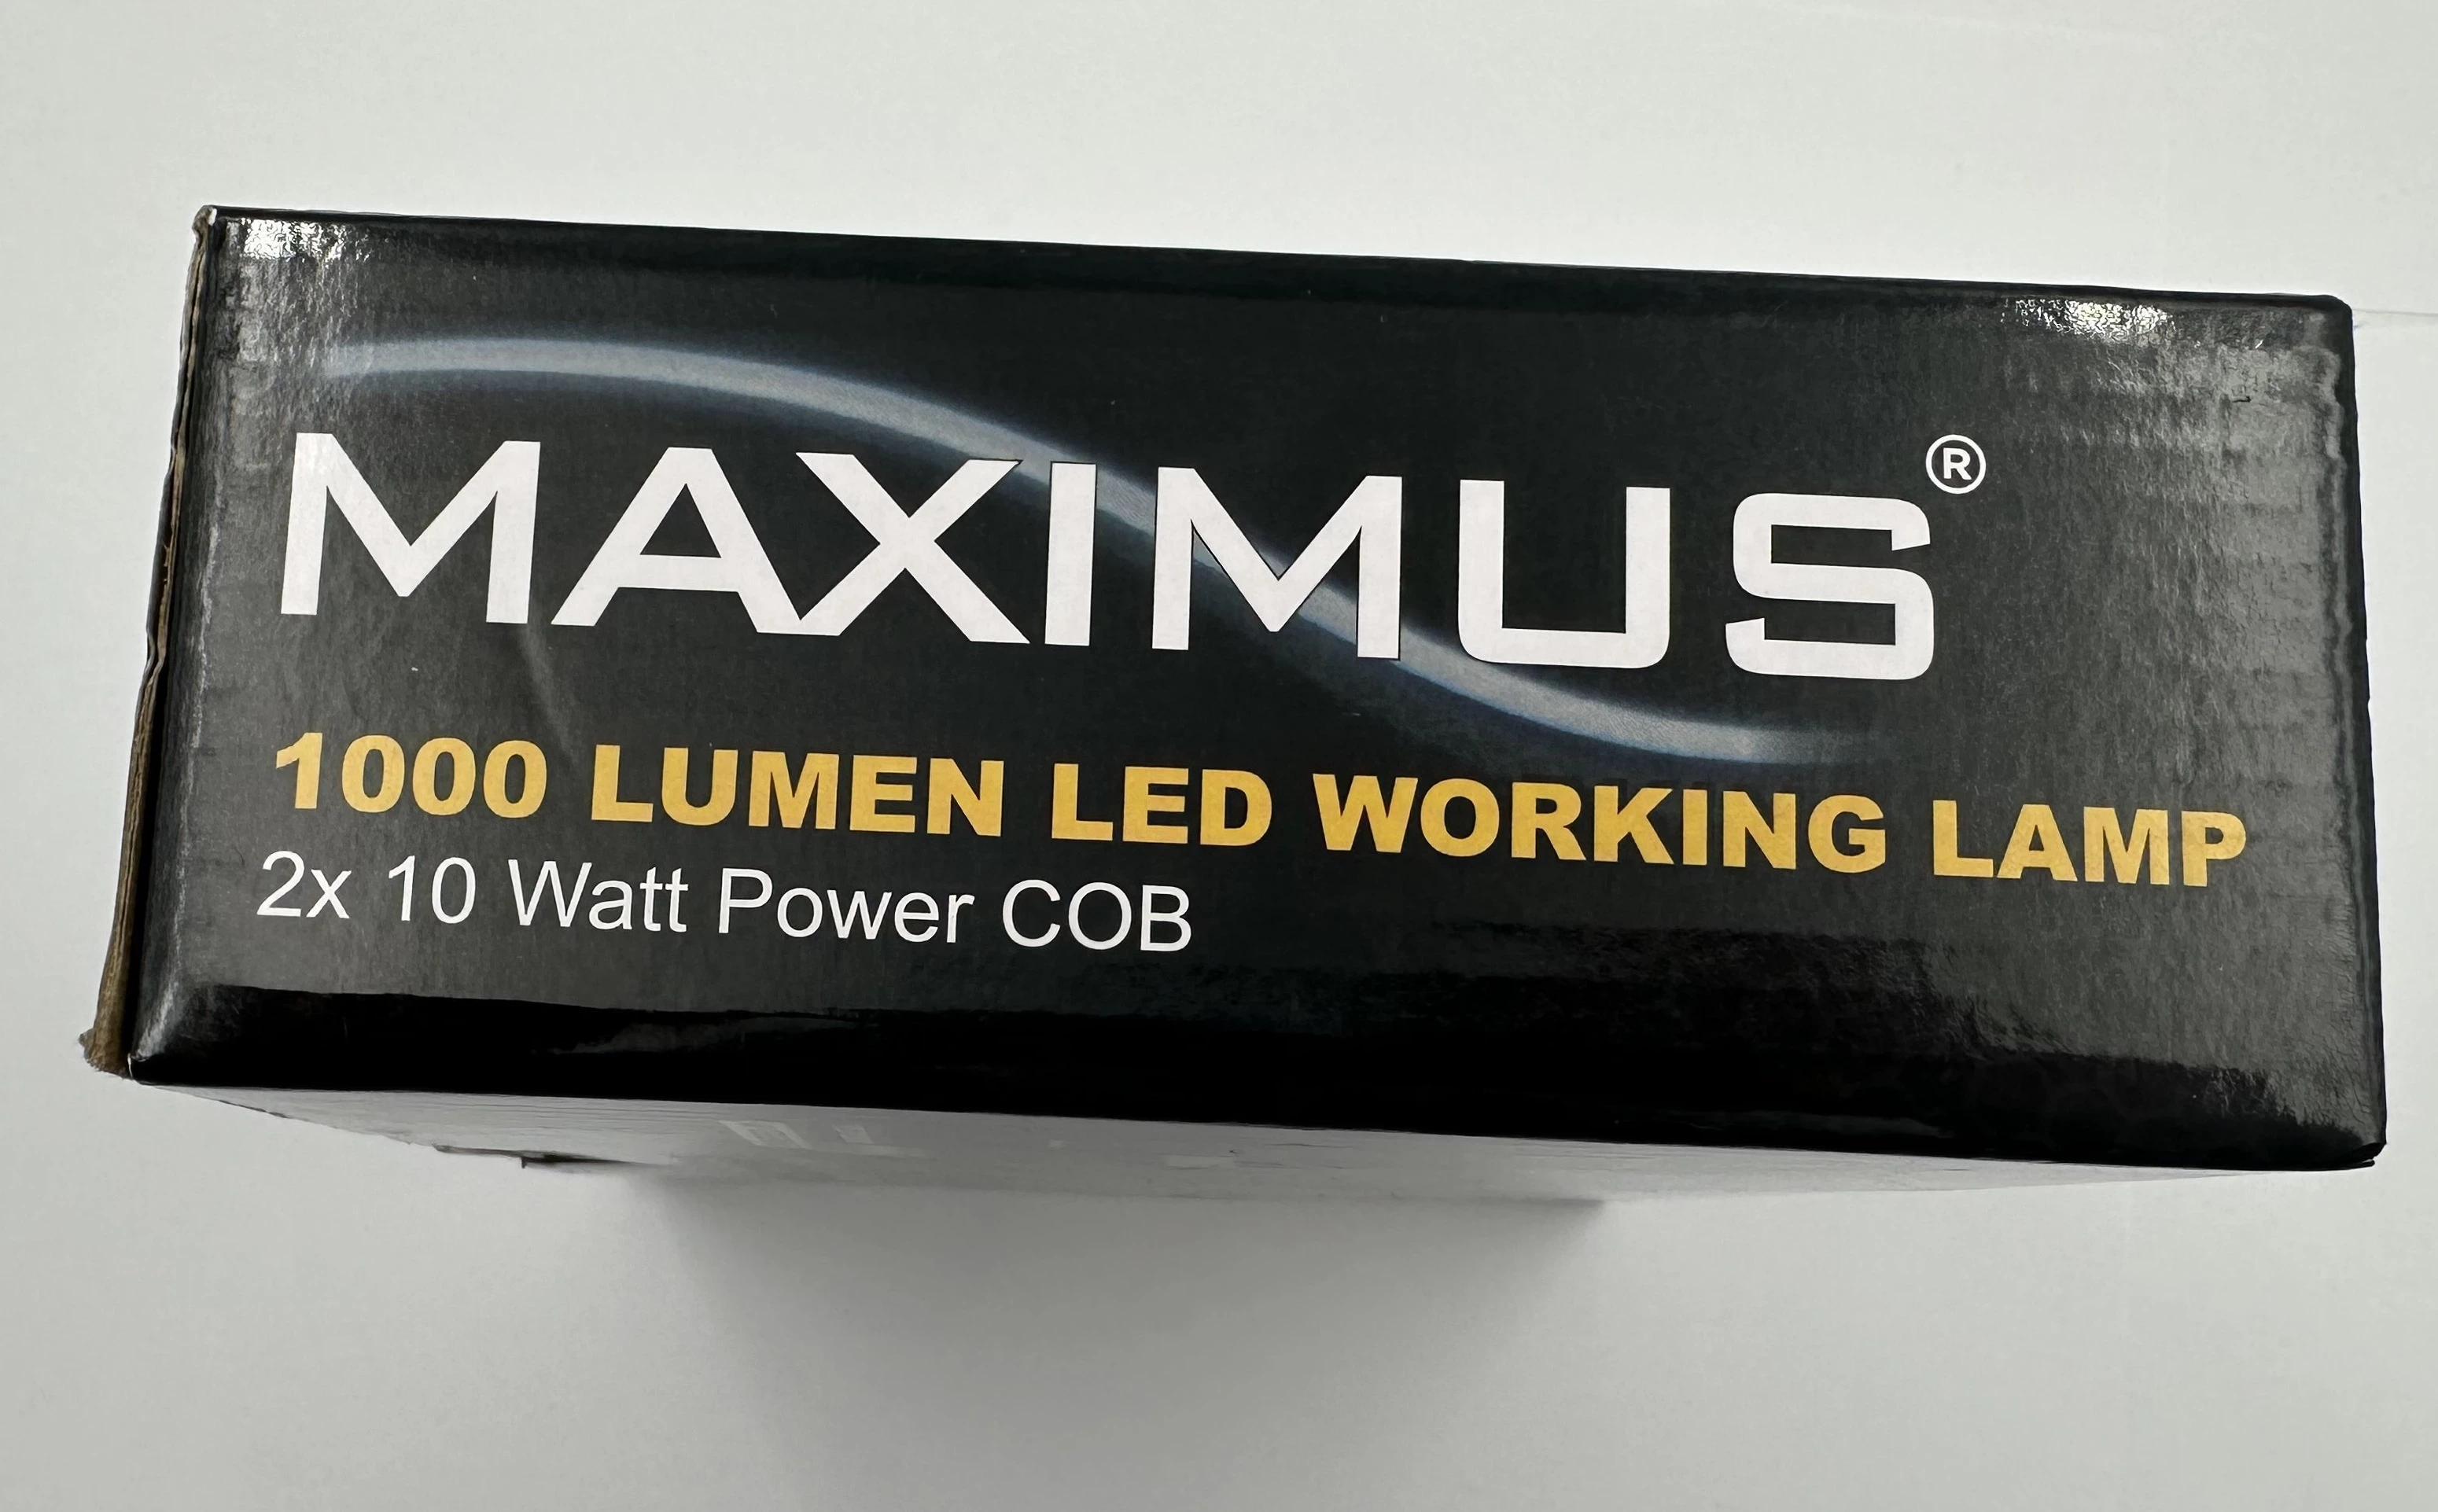 MAXIMUS®
1000 LUMEN LED WORKING LAMP
2x 10 Watt Power COB